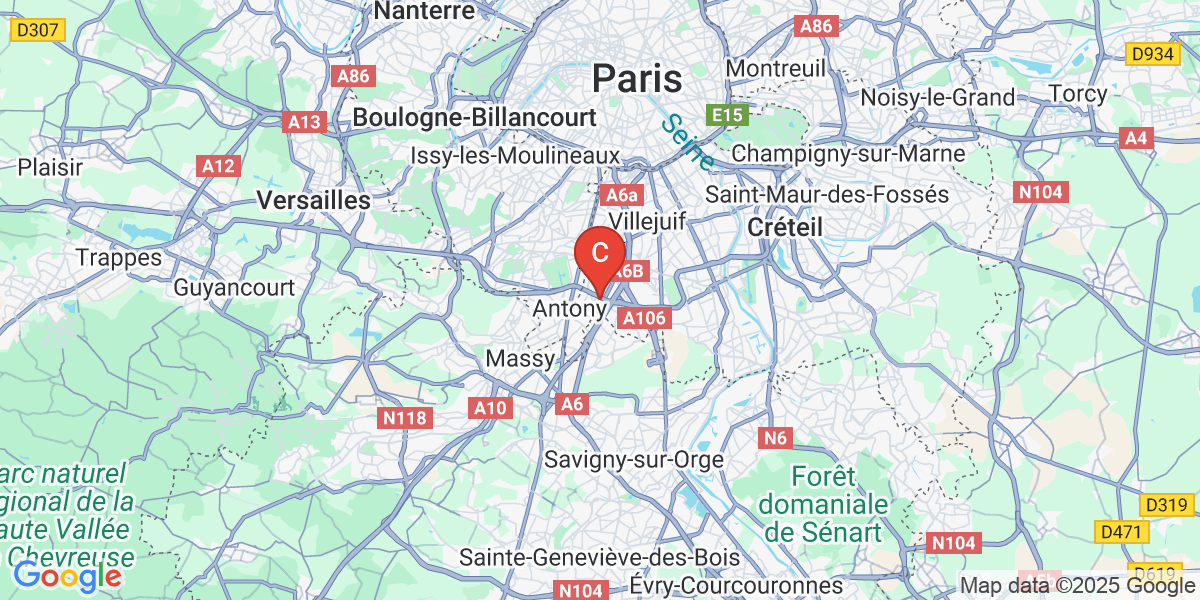 Nanterre
D307
A86
Paris
A86
Montreuil
D934
Noisy-le-Grand
Torcy
Boulogne-Billancourt
E15
A13
Seine
A4
Issy-les-Moulineaux
Champigny-sur-Marne
Plaisir
A12
A6a
Saint-Maur-des-Fossés
N104
Versailles
Villejuif
Créteil
C
Trappes
A6B
Guyancourt
Antony
A106
Massy
A10
A6
N118
N6
Savigny-sur-Orge
arc naturel
gional de la
aute Vallée
Chevreuse
Forêt
domaniale
de Sénart
D319
D471
N104
Sainte-Geneviève-des-Bois
Google
D619
N104
Évry-Courcouronnes
Map data ©2025 Google